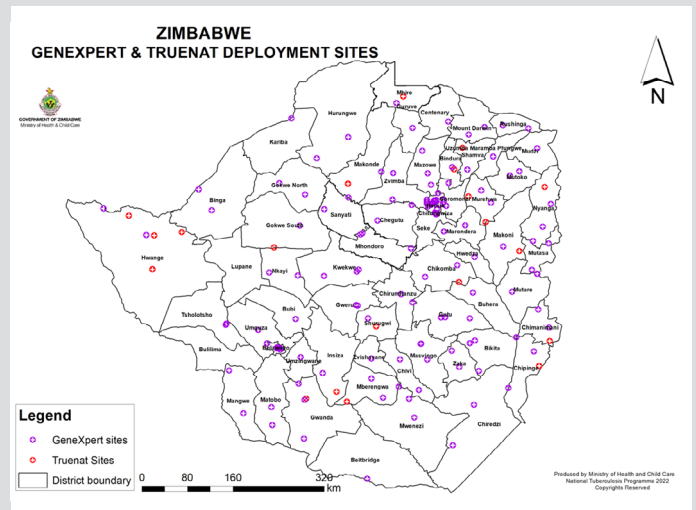 ZIMBABWE
GENEXPERT & TRUENAT DEPLOYMENT SITES
N
GOVERNMENT OF ZIMBABWE
Ministry of Health & Child Care
Mbire
Guruve
Centenary
Hurungwe
Mount Darwin
Rushinga
Kariba
Uzumba Maramba Pfungwe
Mudzi
Shamva
Bindura
Makonde
Mazowe
Zvimba
Mutoko
Gokwe North
Binga
Goromonzi
Murehwa
Sanyati
Chegutu
Chitungwiza
Nyanga
Gokwe South
Seke
Marondera
Makoni
Mhondoro
Mutasa
Hwange
Hwedza
Lupane
Nkayi
Kwekwe
Chikomba
Chirumhanzu
Mutare
Buhera
Tsholotsho
Buhi
Gweru
Gutu
Umguza
Shurugwi
Chimanimani
Bulilima
Bulawayo
Umzingwane
Insiza
Zvishavane
Masvingo
Bikita
Zaka
Chipinge
Chivi
Mberengwa
Mangwe
Matobo
Gwanda
Mwenezi
Chiredzi
Beitbridge
Legend
GeneXpert sites
Truenat Sites
District boundary
0 80 160 320
km
Produced by Ministry of Health and Child Care
National Tuberculosis Programme 2022
Copyrights Reserved